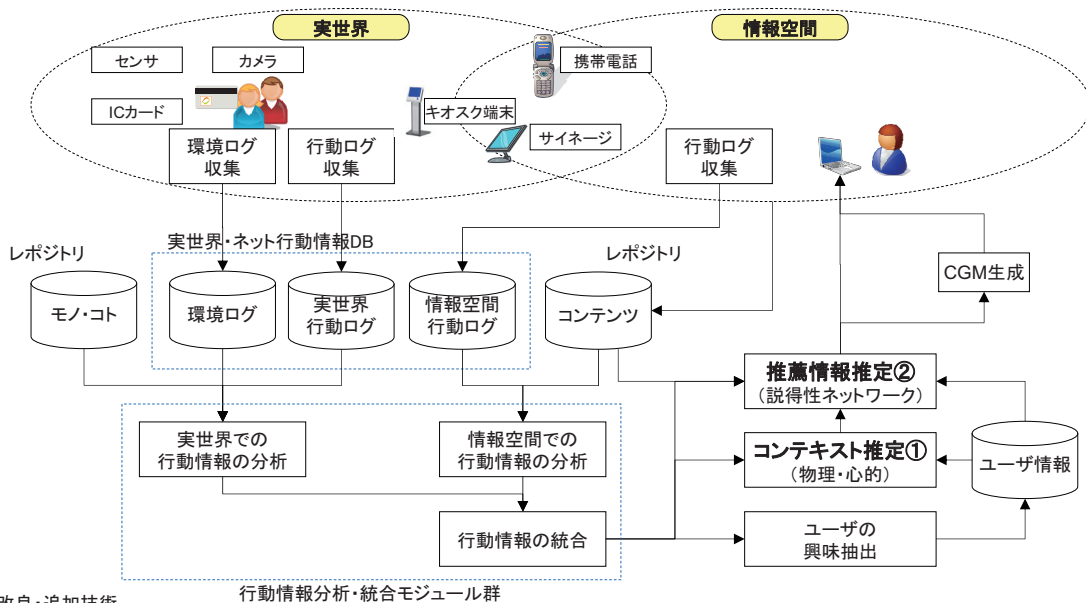 実世界
情報空間
センサ
カメラ
携帯電話
ICカード
キオスク端末
サイネージ
環境ログ
収集
行動ログ
収集
行動ログ
収集
レポジトリ
実世界・ネット行動情報DB
レポジトリ
CGM生成
モノ・コト
環境ログ
実世界
行動ログ
情報空間
行動ログ
コンテンツ
推薦情報推定②
（説得性ネットワーク）
実世界での
行動情報の分析
情報空間での
行動情報の分析
コンテキスト推定①
（物理・心的）
ユーザ情報
行動情報の統合
ユーザの
興味抽出
行動情報分析・統合モジュール群
改良・追加技術